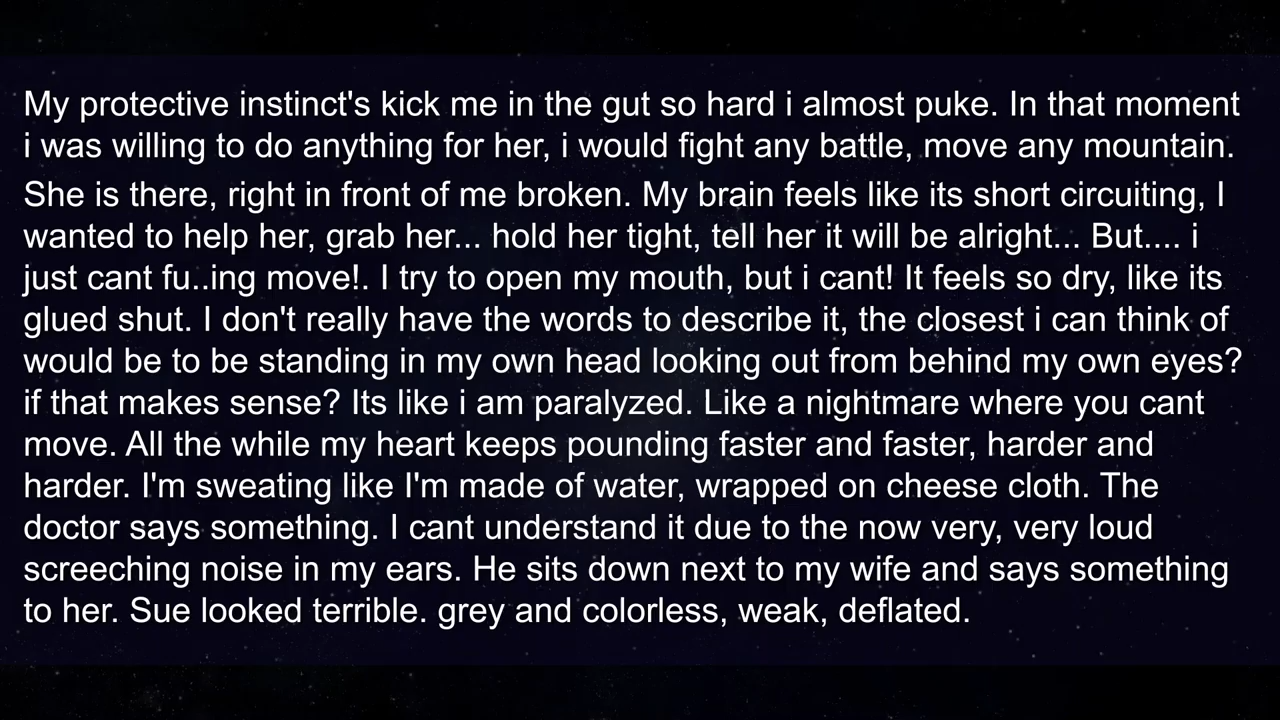 My protective instinct's kick me in the gut so hard i almost puke. In that moment
i was willing to do anything for her, i would fight any battle, move any mountain.
She is there, right in front of me broken. My brain feels like its short circuiting, I
wanted to help her, grab her... hold her tight, tell her it will be alright... But.... i
just cant fu..ing move!. I try to open my mouth, but i cant! It feels so dry, like its
glued shut. I don't really have the words to describe it, the closest i can think of
would be to be standing in my own head looking out from behind my own eyes?
if that makes sense? Its like i am paralyzed. Like a nightmare where you cant
move. All the while my heart keeps pounding faster and faster, harder and
harder. I'm sweating like I'm made of water, wrapped on cheese cloth. The
doctor says something. I cant understand it due to the now very, very loud
screeching noise in my ears. He sits down next to my wife and says something
to her. Sue looked terrible. grey and colorless, weak, deflated.